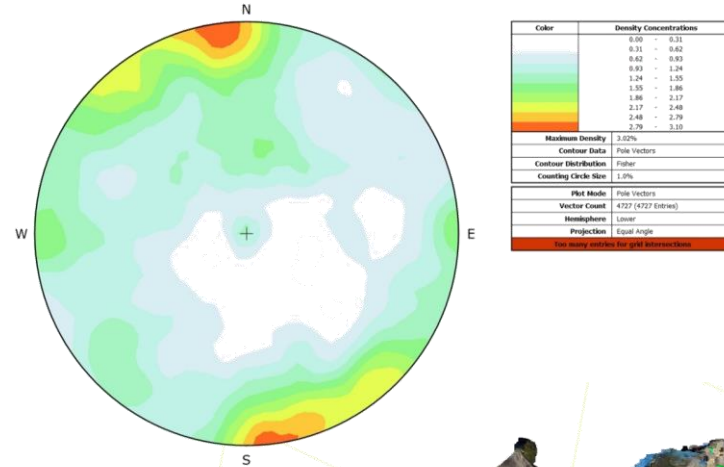 N
W
E
S
Color Density Concentrations
0.00 - 0.31
0.31 - 0.62
0.62 - 0.93
0.93 - 1.24
1.24 - 1.55
1.55 - 1.86
1.86 - 2.17
2.17 - 2.48
2.48 - 2.79
2.79 - 3.10
Maximum Density 3.02%
Contour Data Pole Vectors
Contour Distribution Fisher
Counting Circle Size 1.0%
Plot Mode Pole Vectors
Vector Count 4727 (4727 Entries)
Hemisphere Lower
Projection Equal Angle
Too many entries for grid intersections